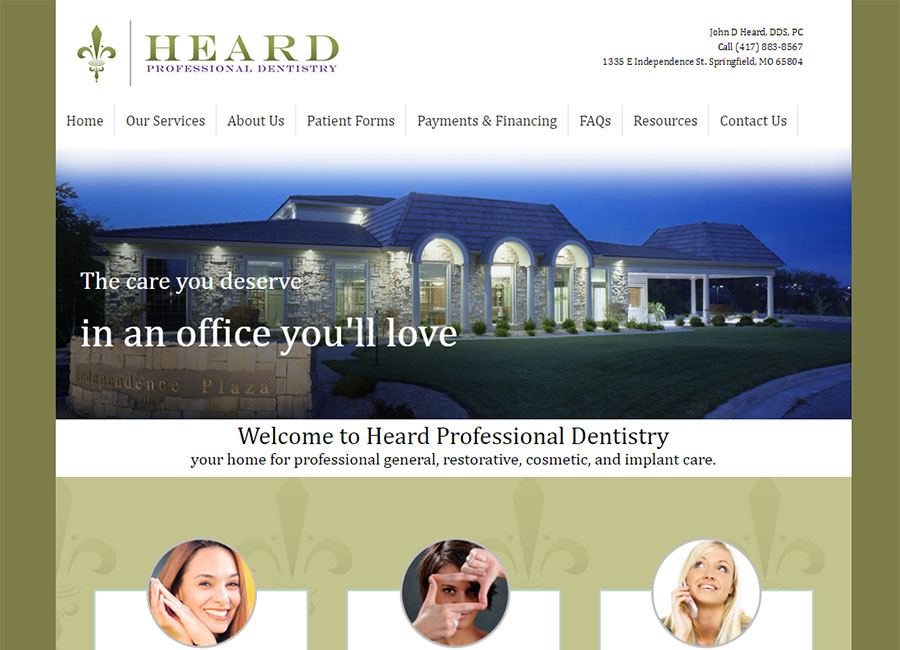 HEARD
PROFESSIONAL DENTISTRY
John D Heard, DDS, PC
Call (417) 883-8567
1335 E Independence St. Springfield, MO 65804
Home
Our Services
About Us
Patient Forms
Payments & Financing
FAQs
Resources
Contact Us
The care you deserve
in an office you'll love
Independence Plaza
Welcome to Heard Professional Dentistry
your home for professional general, restorative, cosmetic, and implant care.